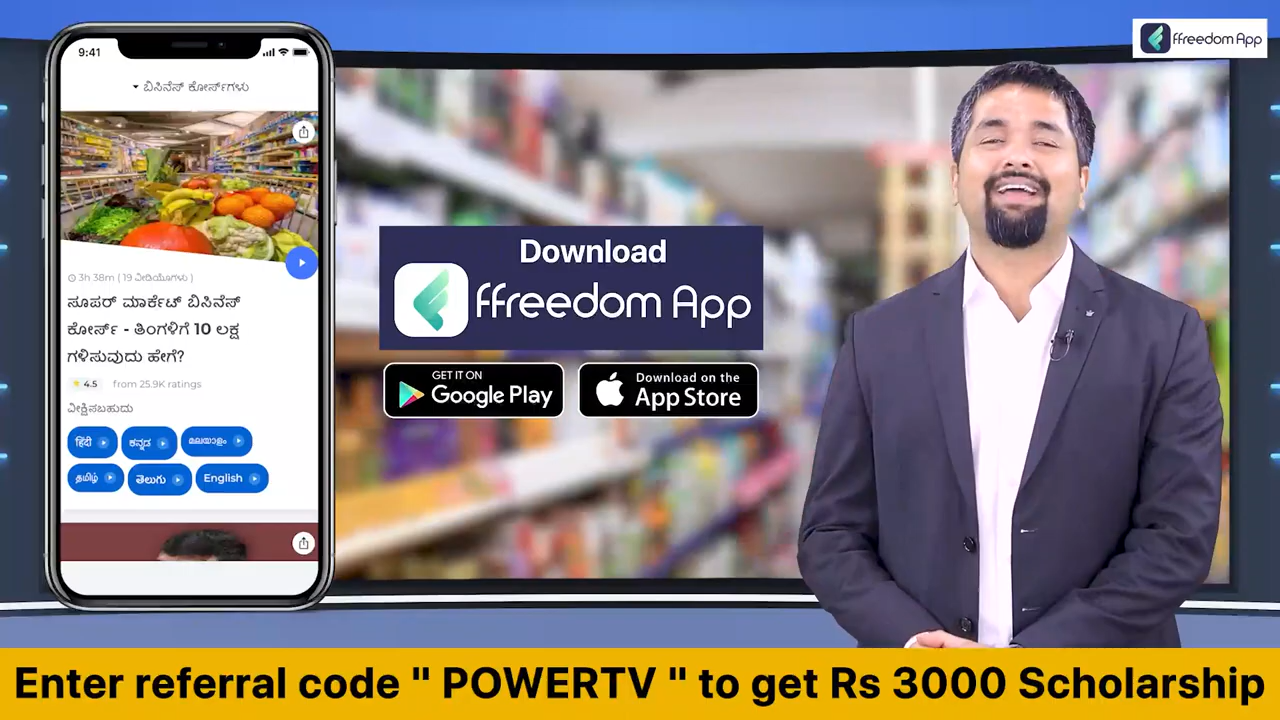 9:41
ಬಿಸಿನೆಸ್ ಕೋರ್ಸ್‌ಗಳು
3h 38m ( 19 ವೀಡಿಯೊಗಳು )
ಸೂಪರ್ ಮಾರ್ಕೆಟ್ ಬಿಸಿನೆಸ್
ಕೋರ್ಸ್ - ತಿಂಗಳಿಗೆ 10 ಲಕ್ಷ
ಗಳಿಸುವುದು ಹೇಗೆ?
4.5 from 25.9K ratings
ವೀಕ್ಷಿಸಬಹುದು
हिंदी ಕನ್ನಡ മലയാളം
தமிழ் తెలుగు English
Download
ffreedom App
GET IT ON
Google Play
Download on the
App Store
ffreedom App
Enter referral code " POWERTV " to get Rs 3000 Scholarship